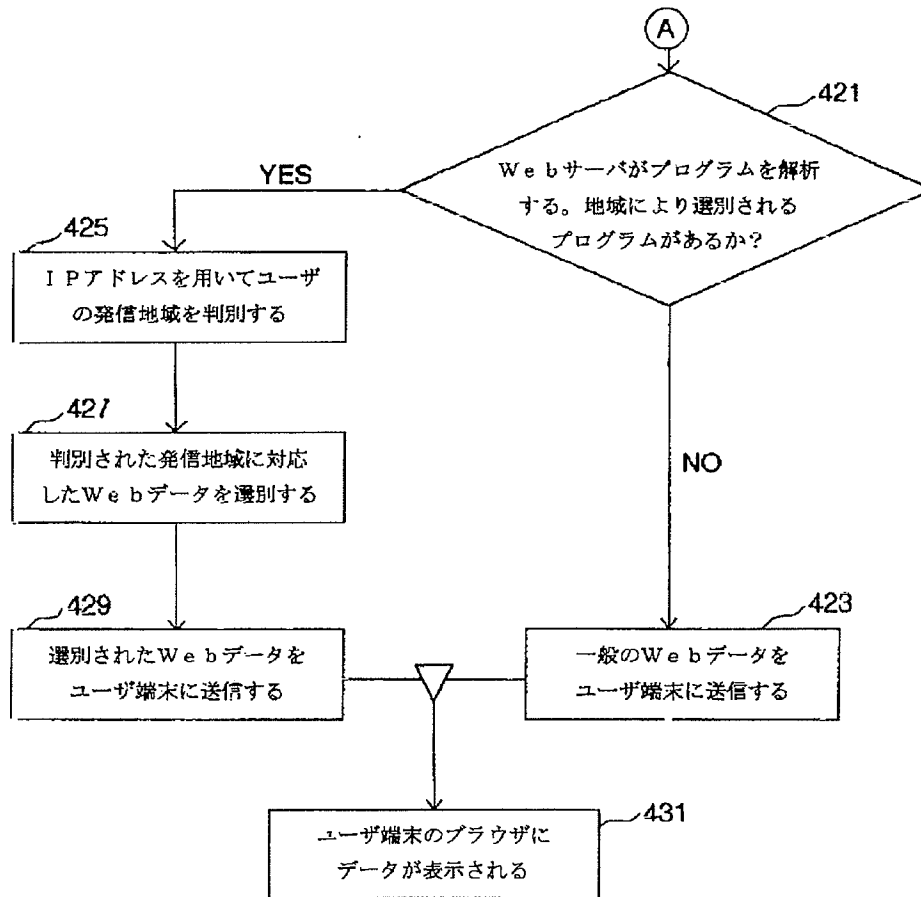 A
421
Ｗｅｂサーバがプログラムを解析
する。地域により選別される
プログラムがあるか？
YES
425
ＩＰアドレスを用いてユーザ
の発信地域を判別する
427
判別された発信地域に対応
したＷｅｂデータを選別する
NO
429
選別されたＷｅｂデータを
ユーザ端末に送信する
423
一般のＷｅｂデータを
ユーザ端末に送信する
431
ユーザ端末のブラウザに
データが表示される